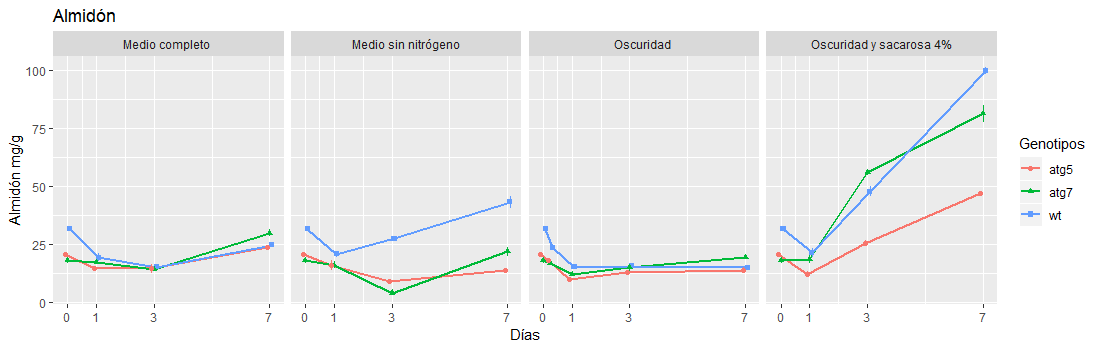 Almidón
Medio completo
Medio sin nitrógeno
Oscuridad
Oscuridad y sacarosa 4%
Almidón mg/g
100
75
50
25
0
0 1 3 7
0 1 3 7
0 1 3 7
0 1 3 7
Días
Genotipos
atg5
atg7
wt